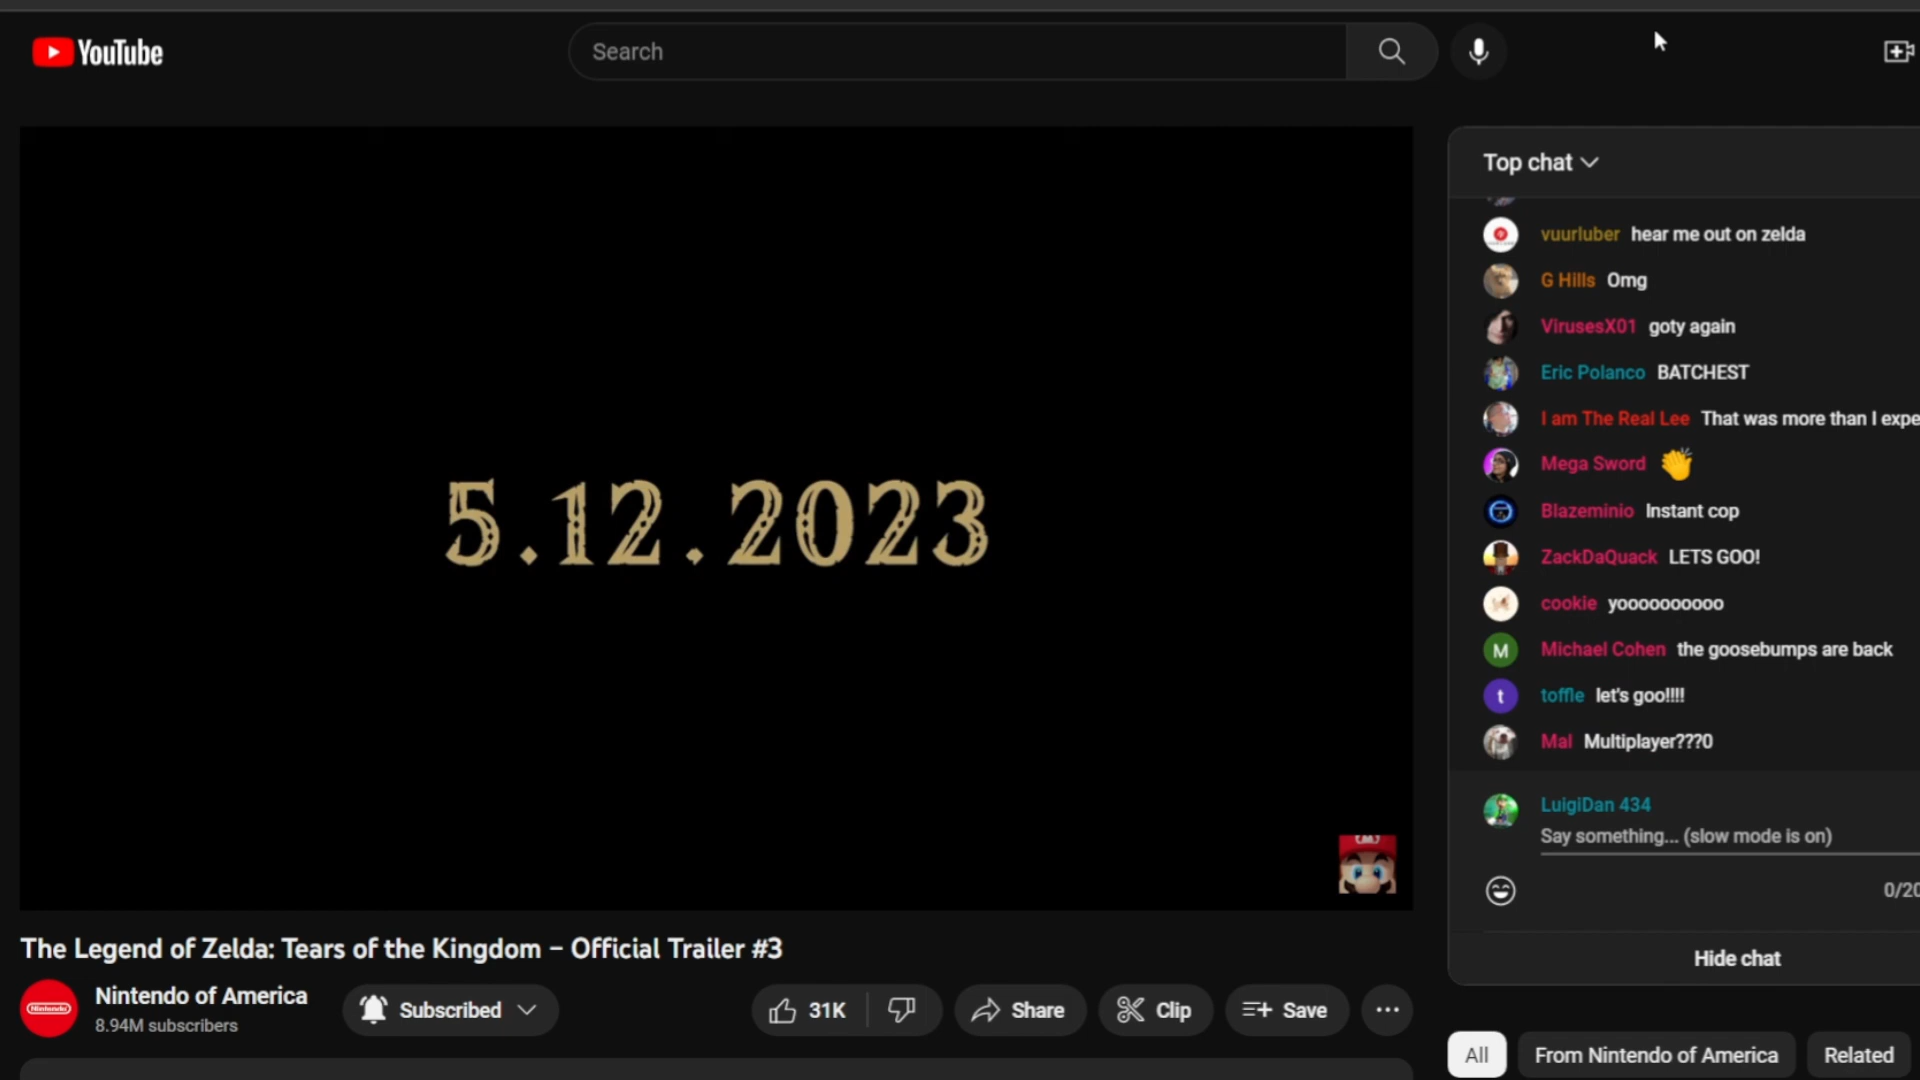 YouTube
Search
5.12.2023
Top chat
vuurluber hear me out on zelda
G Hills Omg
VirusesX01 goty again
Eric Polanco BATCHEST
I am The Real Lee That was more than I expe
Mega Sword
Blazeminio Instant cop
ZackDaQuack LETS GOO!
cookie yoooooooooo
M Michael Cohen the goosebumps are back
t toffle let's goo!!!!
Mal Multiplayer???0
LuigiDan 434
Say something... (slow mode is on)
0/20
Hide chat
The Legend of Zelda: Tears of the Kingdom – Official Trailer #3
Nintendo
Nintendo of America
8.94M subscribers
Subscribed
31K
Share
Clip
Save
All
From Nintendo of America
Related